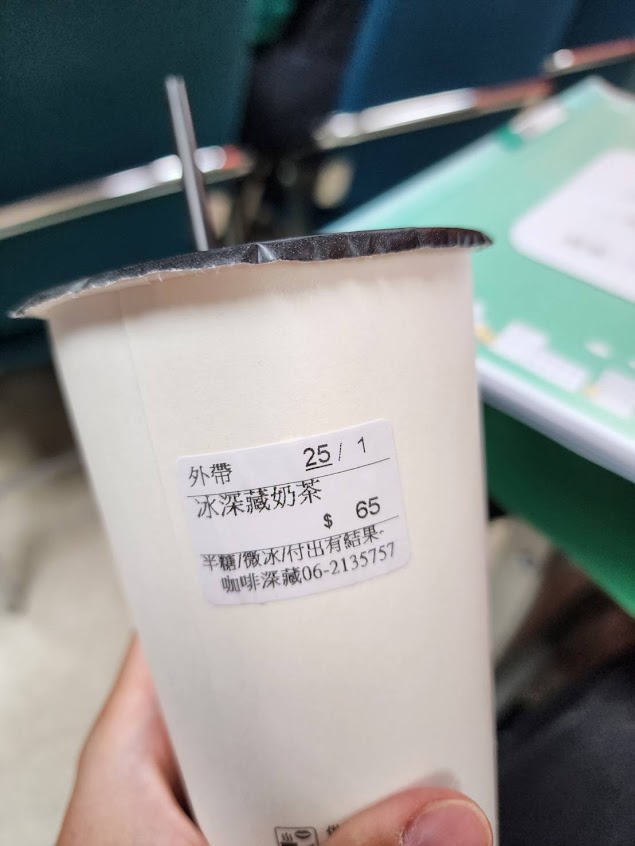 外帶 25 / 1
冰深藏奶茶
$ 65
半糖/微冰/付出有結果-
咖啡深藏06-2135757